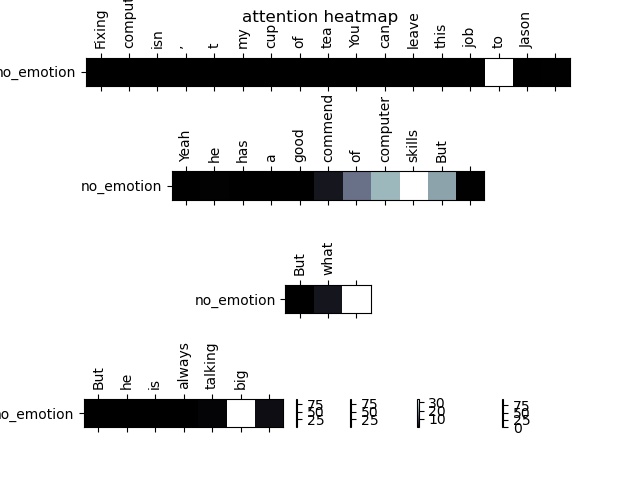 attention heatmap
Fixing comput isn , t my cup of tea You can leave this job to Jason
no_emotion
Yeah he has a good commend of computer skills But
no_emotion
But what
no_emotion
But he is always talking big
no_emotion
75 50 25
75 50 25
30 20 10
75 50 25 0